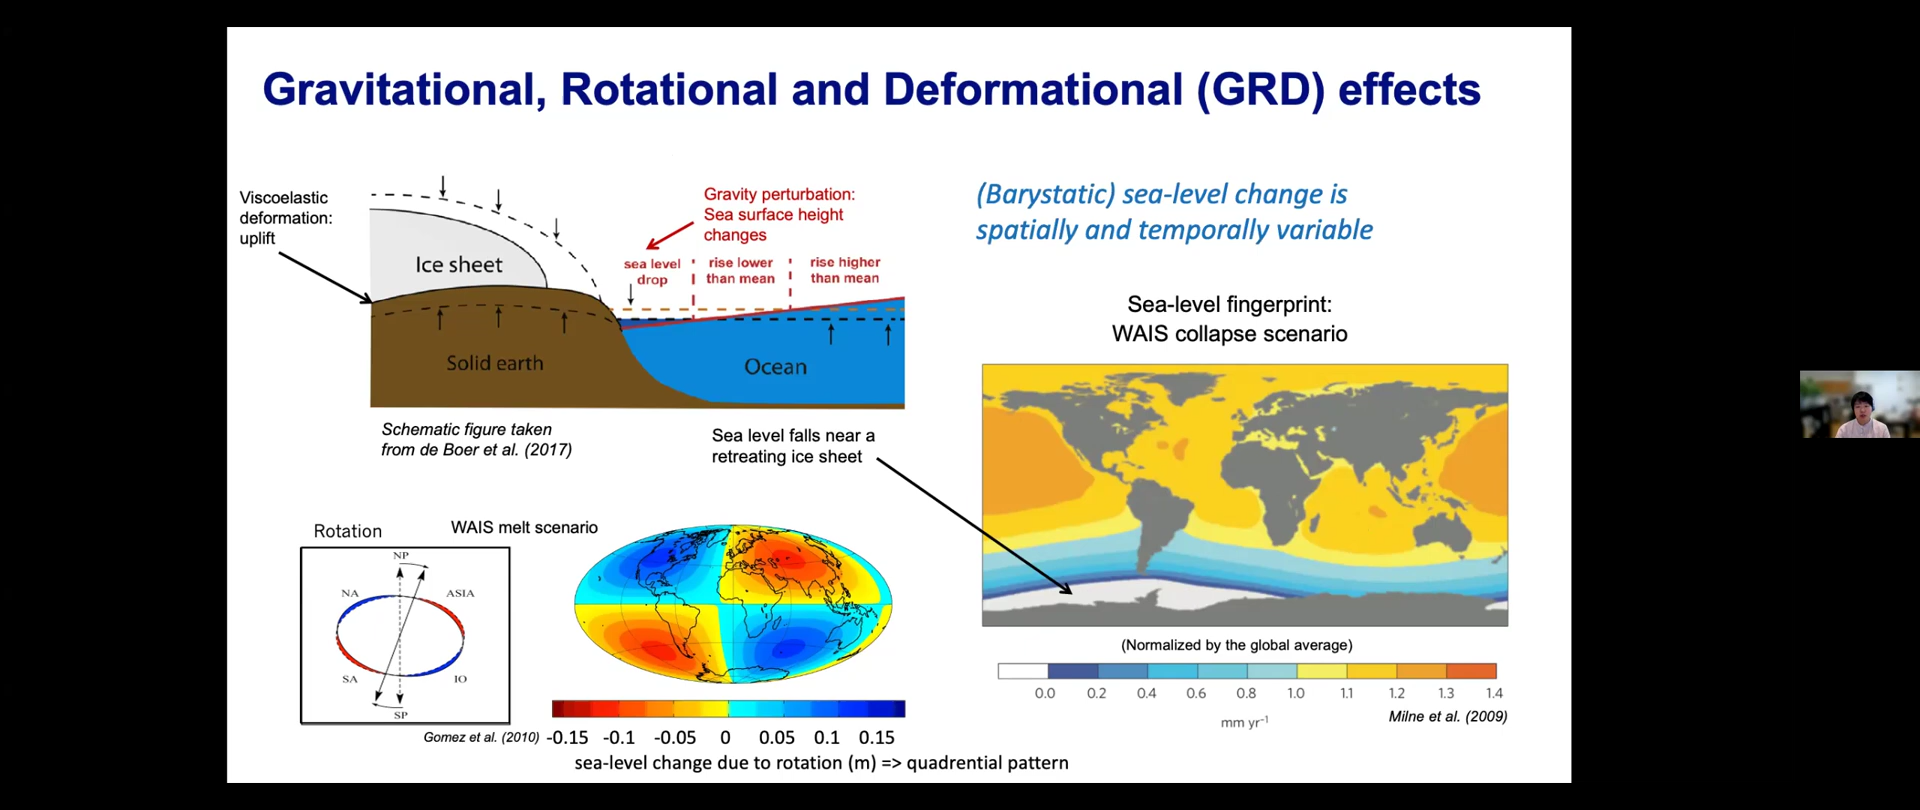 Gravitational, Rotational and Deformational (GRD) effects
Viscoelastic
deformation:
uplift
Gravity perturbation:
Sea surface height
changes
sea level
drop
rise lower
than mean
rise higher
than mean
Ice sheet
Solid earth
Ocean
Schematic figure taken
from de Boer et al. (2017)
(Barystatic) sea-level change is
spatially and temporally variable
Sea-level fingerprint:
WAIS collapse scenario
Sea level falls near a
retreating ice sheet
Rotation
WAIS melt scenario
NP
NA
ASIA
SA
IO
SP
Gomez et al. (2010)
-0.15 -0.1 -0.05 0 0.05 0.1 0.15
sea-level change due to rotation (m) => quadrential pattern
(Normalized by the global average)
0.0 0.2 0.4 0.6 0.8 1.0 1.1 1.2 1.3 1.4
mm yr⁻¹
Milne et al. (2009)